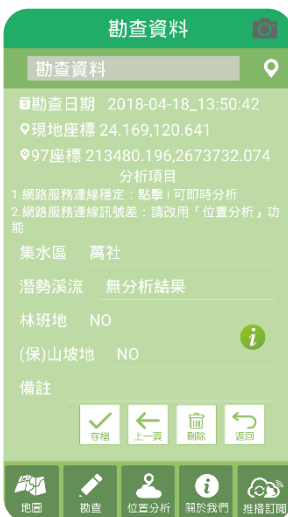 勘查資料
勘查資料
勘查日期 2018-04-18_13:50:42
現地座標 24.169,120.641
97座標 213480.196,2673732.074
分析項目
1.網路服務連線穩定：點擊 i 可即時分析
2.網路服務連線訊號差：請改用「位置分析」功
能
集水區 萬社
潛勢溪流 無分析結果
林班地 NO
(保)山坡地 NO
備註
存檔 上一頁 刪除 返回
地圖 勘查 位置分析 關於我們 推播訂閱